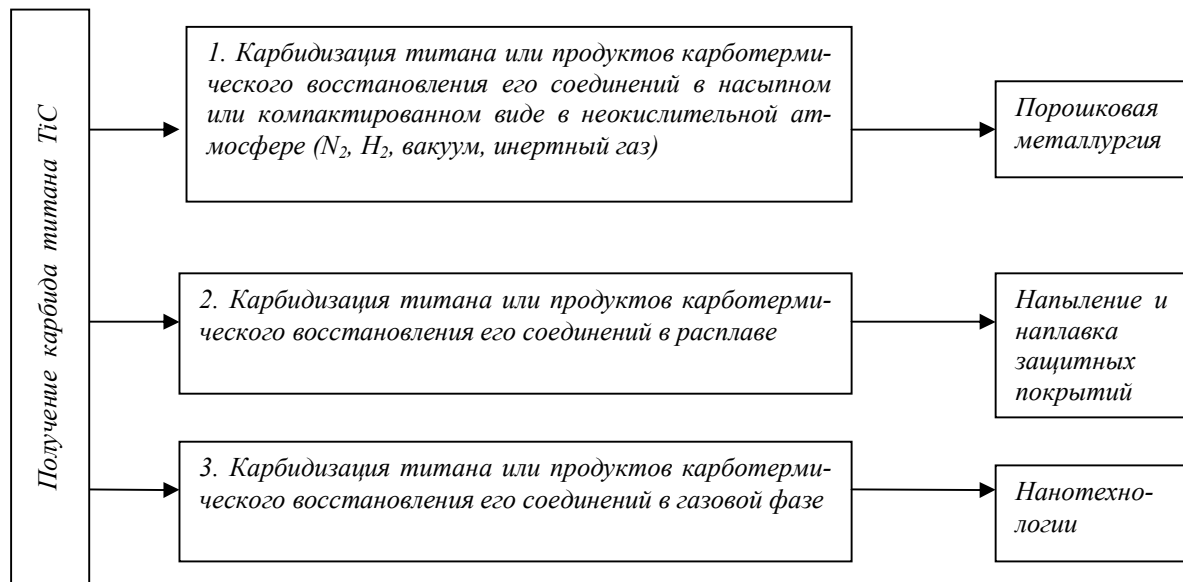 Получение карбида титана TiC
1. Карбидизация титана или продуктов карботерми-
ческого восстановления его соединений в насыпном
или компактированном виде в неокислительной ат-
мосфере (N₂, H₂, вакуум, инертный газ)
Порошковая
металлургия
2. Карбидизация титана или продуктов карботерми-
ческого восстановления его соединений в расплаве
Напыление и
наплавка
защитных
покрытий
3. Карбидизация титана или продуктов карботерми-
ческого восстановления его соединений в газовой фазе
Нанотехно-
логии